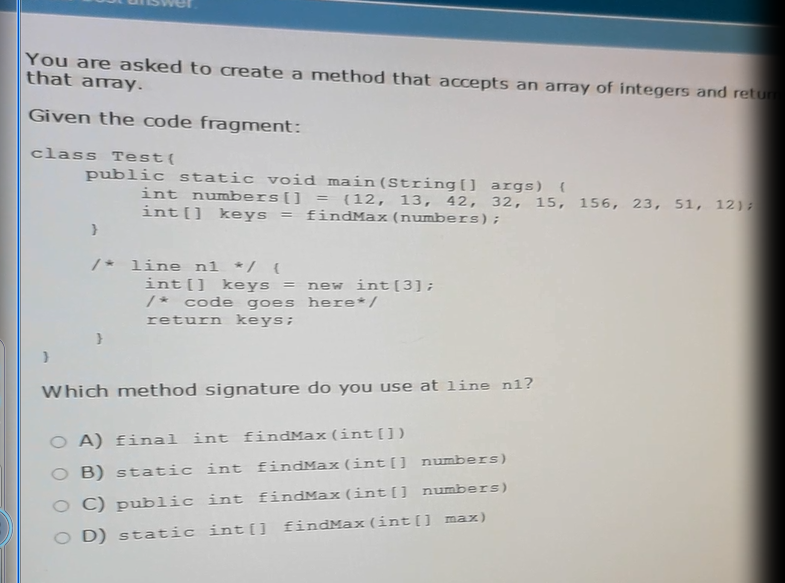 answer.
You are asked to create a method that accepts an array of integers and
that array.
Given the code fragment:
class Test{
public static void main(String[] args) {
int numbers[] = {12, 13, 42, 32, 15, 156, 23, 51, 12};
int[] keys = findMax(numbers);
}
/* line n1 */ {
int[] keys = new int[3];
/* code goes here*/
return keys;
}
}
Which method signature do you use at line n1?
A) final int findMax(int[])
B) static int findMax(int[] numbers)
C) public int findMax(int[] numbers)
D) static int[] findMax(int[] max)